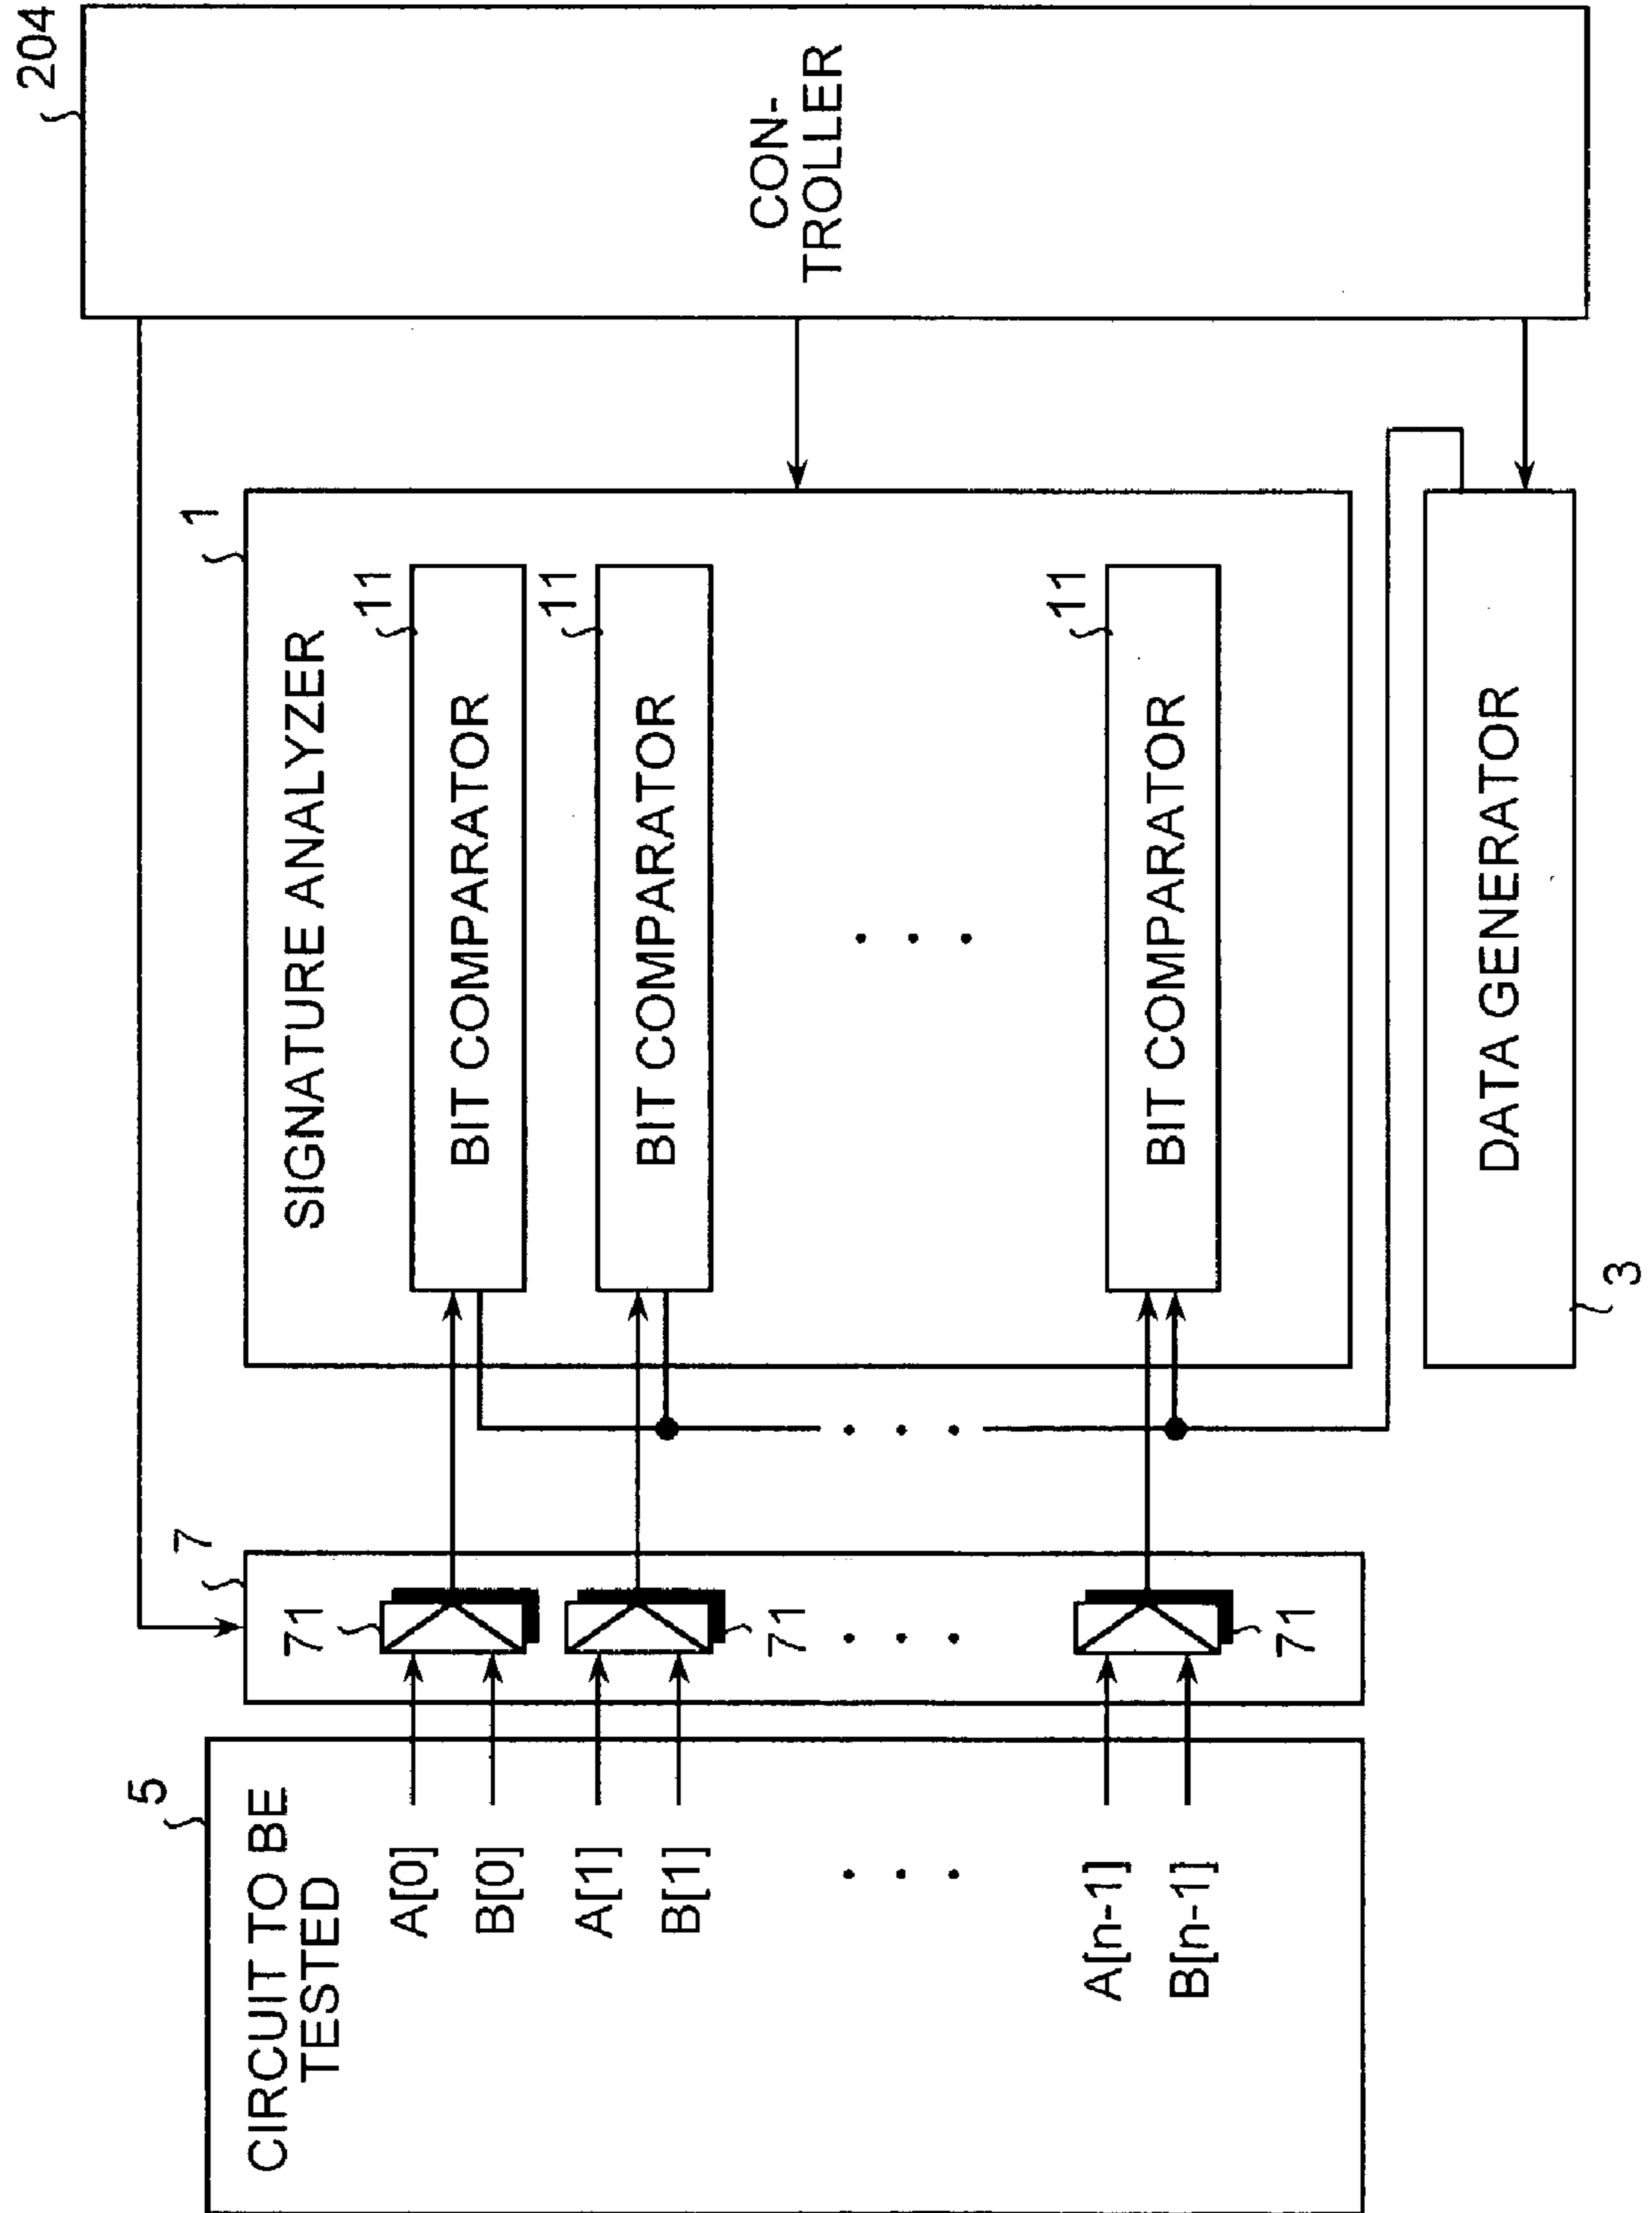 CIRCUIT TO BE
TESTED
5
A[0]
B[0]
A[1]
B[1]
. . .
A[n-1]
B[n-1]
7
71
71
. . .
71
. . .
1
SIGNATURE ANALYZER
11
BIT COMPARATOR
11
BIT COMPARATOR
. . .
11
BIT COMPARATOR
3
DATA GENERATOR
204
CON-
TROLLER